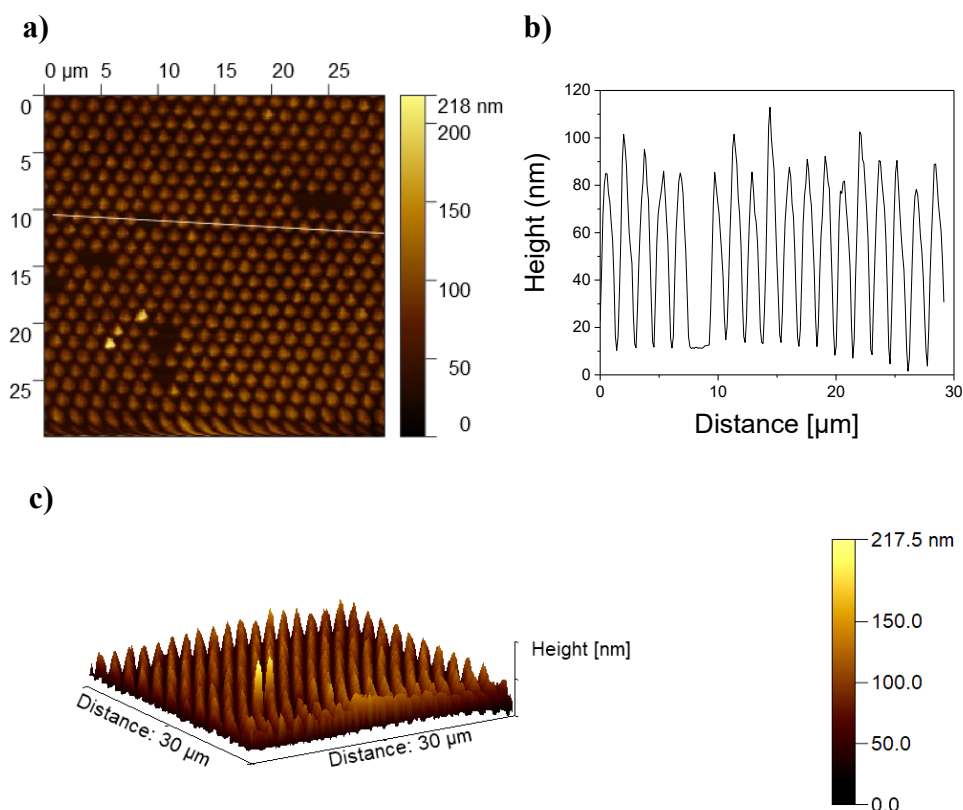 a)
0 µm 5 10 15 20 25
0
5
10
15
20
25
218 nm
200
150
100
50
0
b)
120
100
80
60
40
20
0
Height (nm)
0 10 20 30
Distance [µm]
c)
Height [nm]
Distance: 30 µm
Distance: 30 µm
217.5 nm
150.0
100.0
50.0
0.0